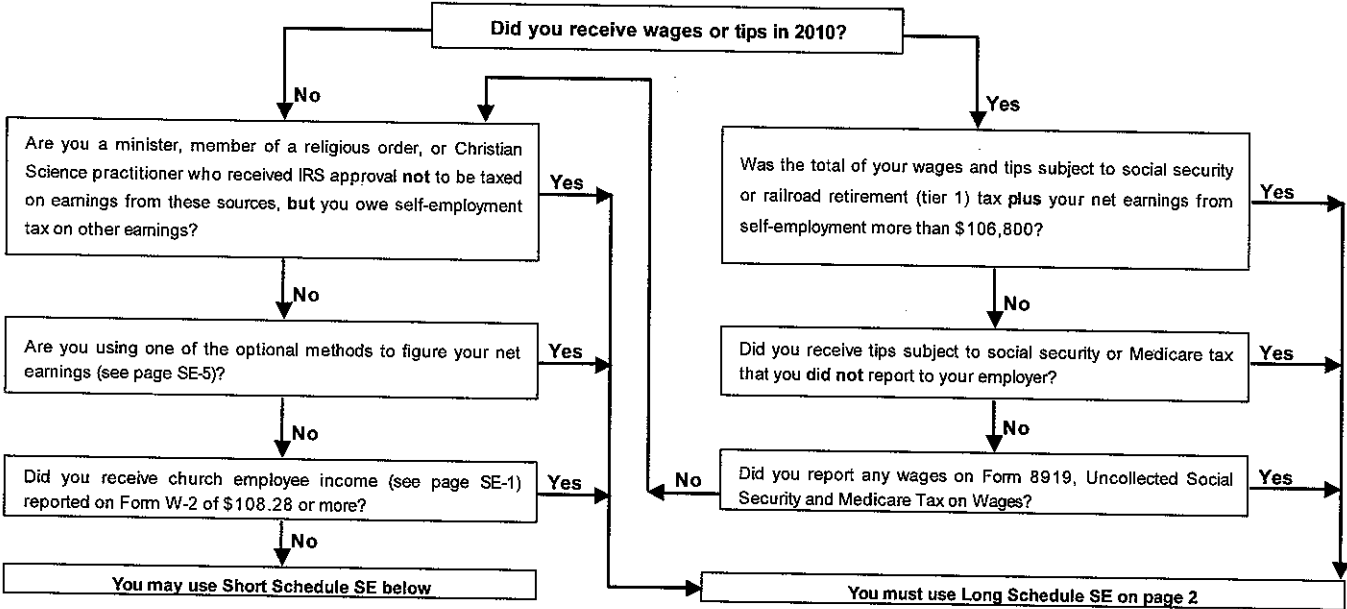 Did you receive wages or tips in 2010?
No
Yes
Are you a minister, member of a religious order, or Christian
Science practitioner who received IRS approval not to be taxed
on earnings from these sources, but you owe self-employment
tax on other earnings?
Yes
Was the total of your wages and tips subject to social security
or railroad retirement (tier 1) tax plus your net earnings from
self-employment more than $106,800?
Yes
No
No
Are you using one of the optional methods to figure your net
earnings (see page SE-5)?
Yes
Did you receive tips subject to social security or Medicare tax
that you did not report to your employer?
Yes
No
No
Did you receive church employee income (see page SE-1)
reported on Form W-2 of $108.28 or more?
Yes
No
Did you report any wages on Form 8919, Uncollected Social
Security and Medicare Tax on Wages?
Yes
No
You may use Short Schedule SE below
You must use Long Schedule SE on page 2